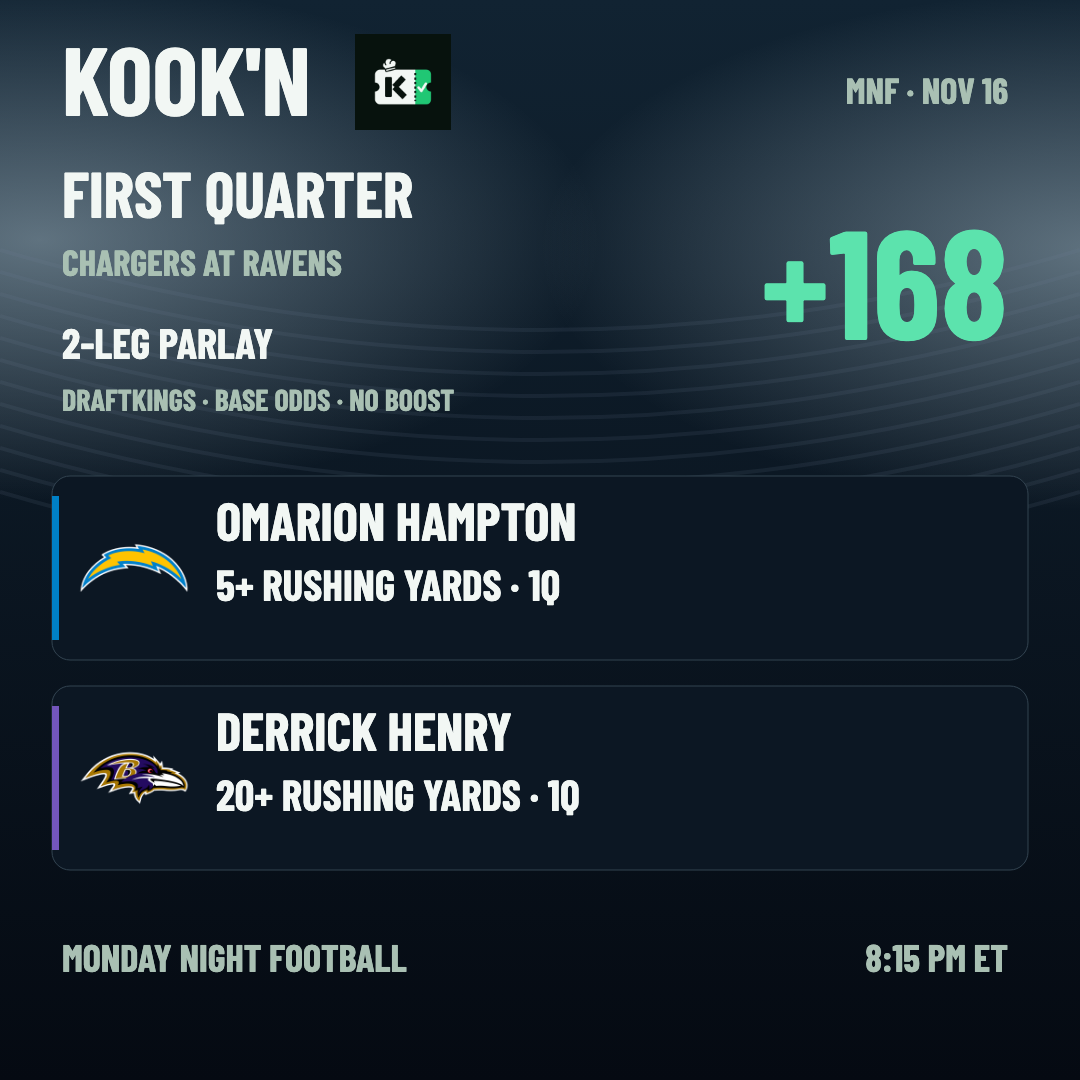 KOOK'N
K
MNF · NOV 16
FIRST QUARTER
CHARGERS AT RAVENS
+168
2-LEG PARLAY
DRAFTKINGS · BASE ODDS · NO BOOST
OMARION HAMPTON
5+ RUSHING YARDS · 1Q
B
DERRICK HENRY
20+ RUSHING YARDS · 1Q
MONDAY NIGHT FOOTBALL
8:15 PM ET